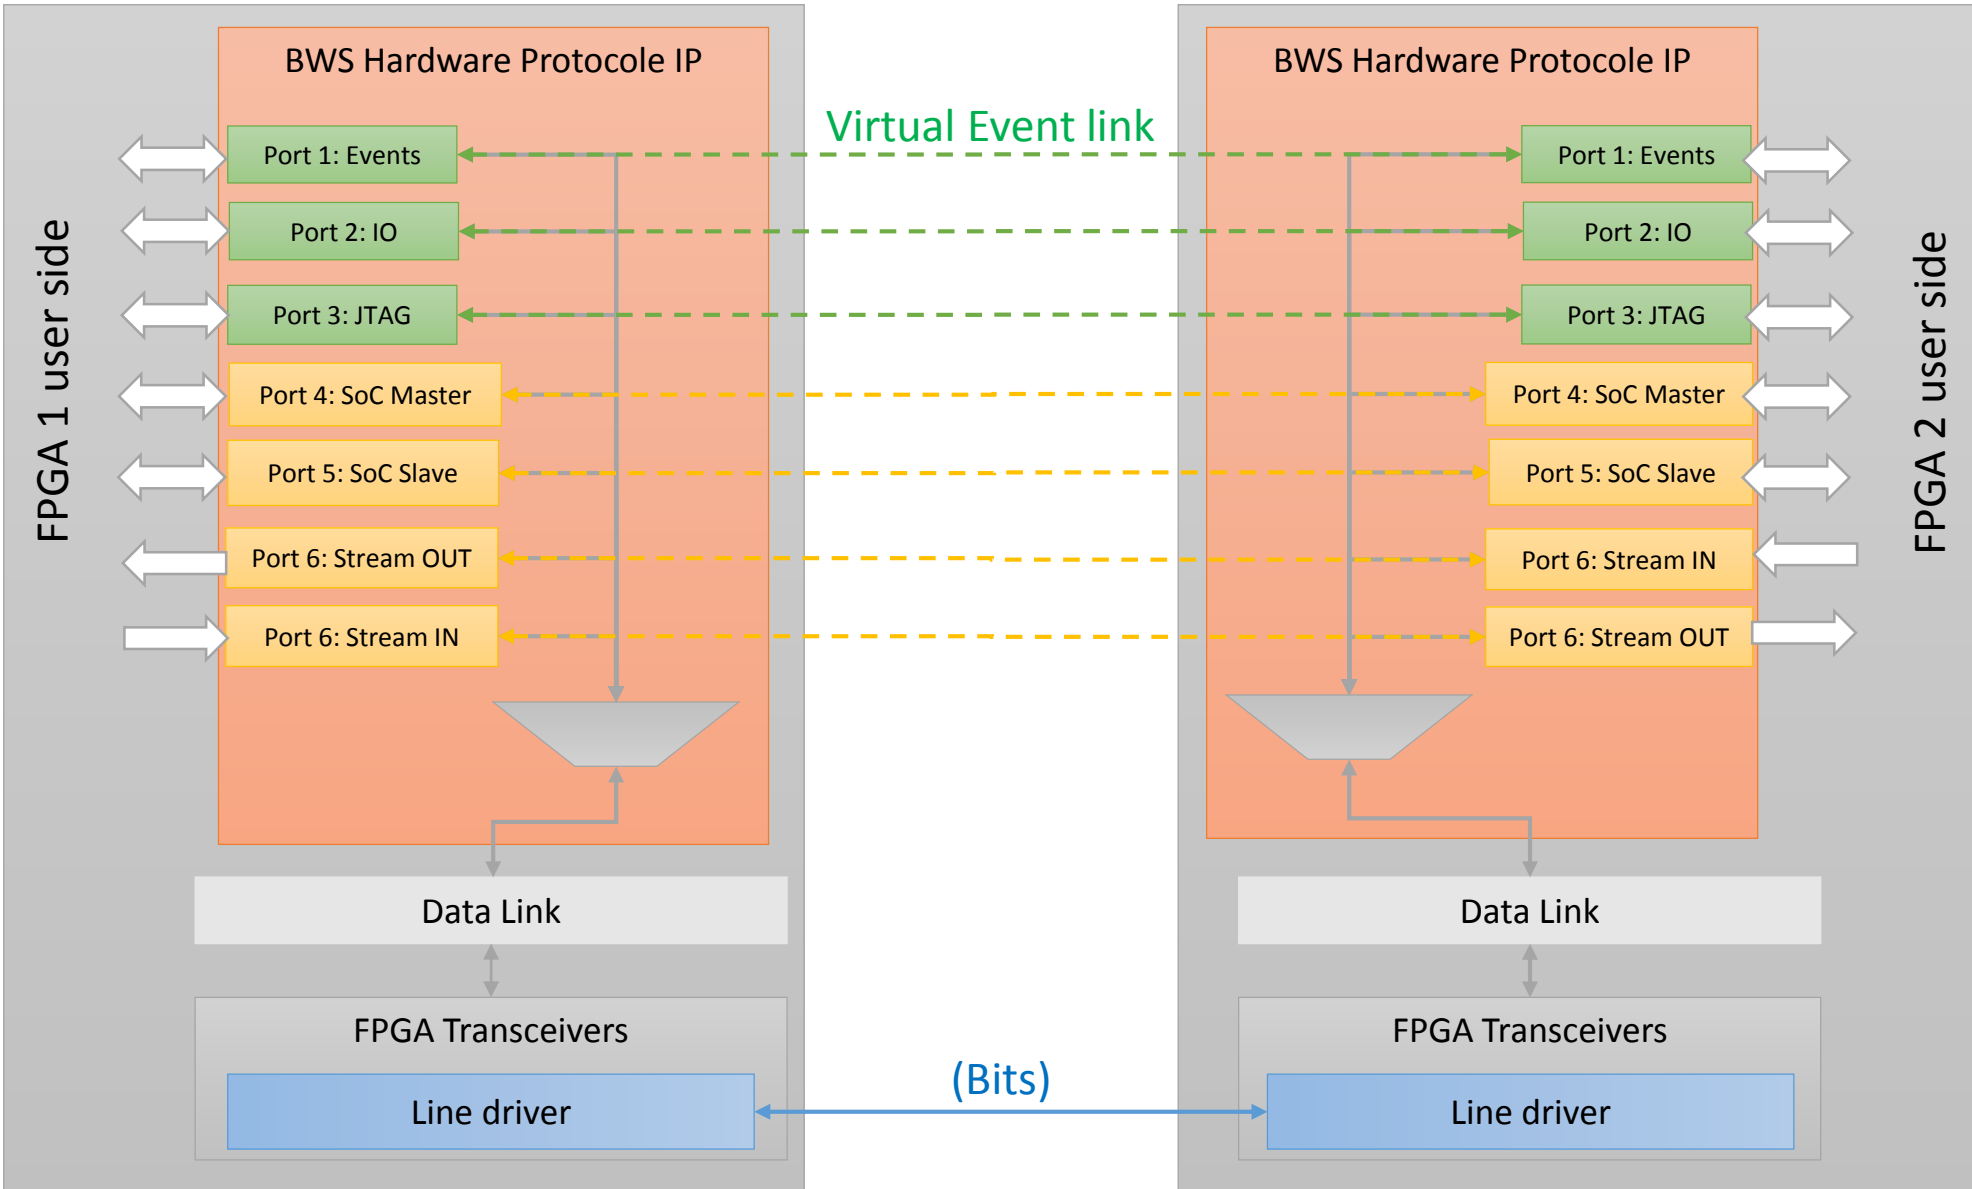 BWS Hardware Protocole IP
FPGA 1 user side
Port 1: Events
Port 2: IO
Port 3: JTAG
Port 4: SoC Master
Port 5: SoC Slave
Port 6: Stream OUT
Port 6: Stream IN
Data Link
FPGA Transceivers
Line driver
Virtual Event link
(Bits)
BWS Hardware Protocole IP
Port 1: Events
Port 2: IO
Port 3: JTAG
Port 4: SoC Master
Port 5: SoC Slave
Port 6: Stream IN
Port 6: Stream OUT
FPGA 2 user side
Data Link
FPGA Transceivers
Line driver